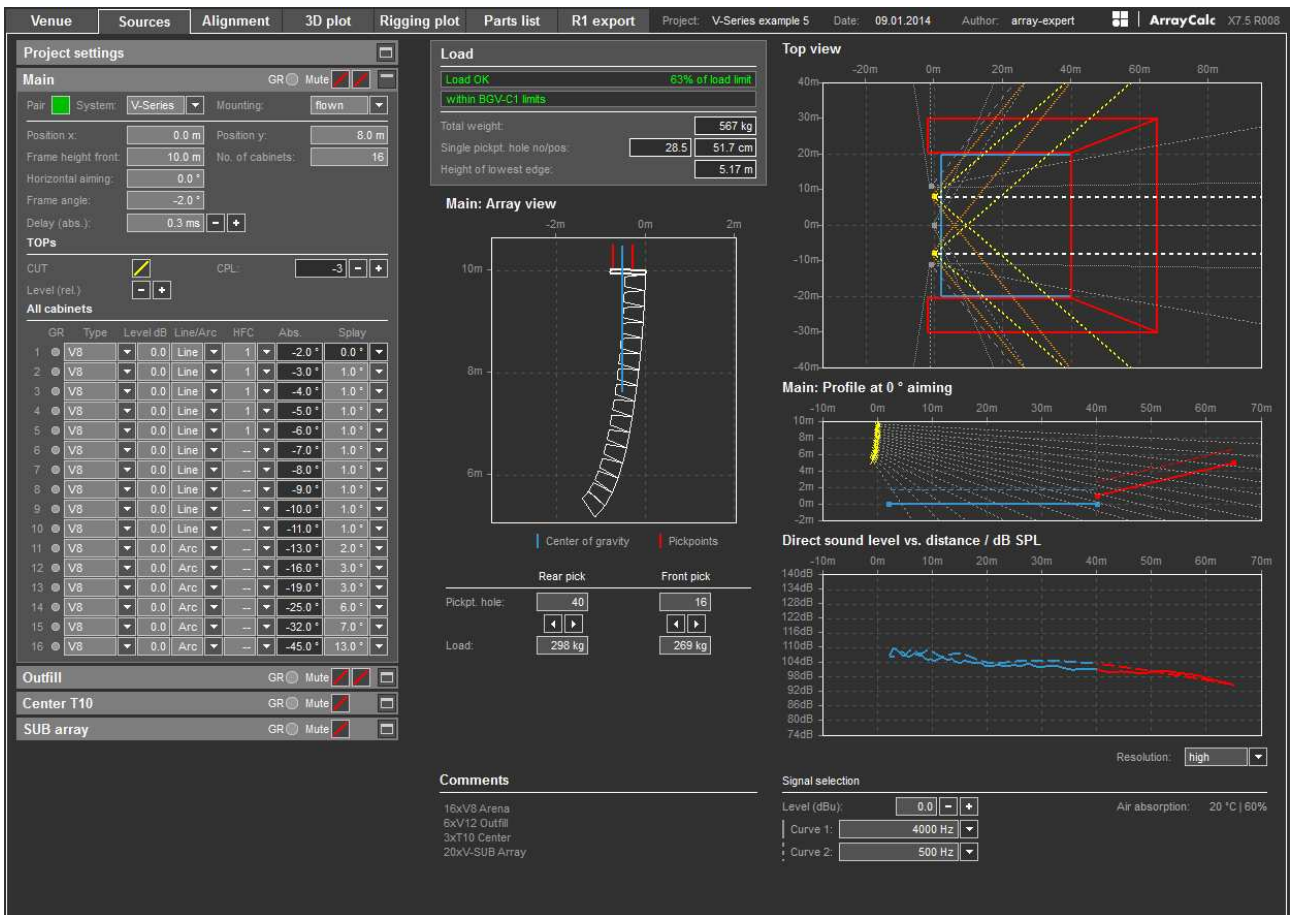 Venue Sources Alignment 3D plot Rigging plot Parts list R1 export Project: V-Series example 5 Date: 09.01.2014 Author: array-expert ArrayCalc X7.5 R008
Project settings
Main GR Mute
Pair System: V-Series Mounting: flown
Position x: 0.0 m Position y: 8.0 m
Frame height front: 10.0 m No. of cabinets: 16
Horizontal aiming: 0.0 °
Frame angle: -2.0 °
Delay (abs.): 0.3 ms - +
TOPs
CUT CPL: -3 - +
Level (rel.) - +
All cabinets
GR Type Level dB Line/Arc HFC Abs. Splay
1 V8 0.0 Line 1 -2.0 ° 0.0 °
2 V8 0.0 Line 1 -3.0 ° 1.0 °
3 V8 0.0 Line 1 -4.0 ° 1.0 °
4 V8 0.0 Line 1 -5.0 ° 1.0 °
5 V8 0.0 Line 1 -6.0 ° 1.0 °
6 V8 0.0 Line -- -7.0 ° 1.0 °
7 V8 0.0 Line -- -8.0 ° 1.0 °
8 V8 0.0 Line -- -9.0 ° 1.0 °
9 V8 0.0 Line -- -10.0 ° 1.0 °
10 V8 0.0 Line -- -11.0 ° 1.0 °
11 V8 0.0 Arc -- -13.0 ° 2.0 °
12 V8 0.0 Arc -- -16.0 ° 3.0 °
13 V8 0.0 Arc -- -19.0 ° 3.0 °
14 V8 0.0 Arc -- -25.0 ° 6.0 °
15 V8 0.0 Arc -- -32.0 ° 7.0 °
16 V8 0.0 Arc -- -45.0 ° 13.0 °
Outfill GR Mute
Center T10 GR Mute
SUB array GR Mute
Load
Load OK 63% of load limit
within BGV-C1 limits
Total weight: 567 kg
Single pickpt. hole no/pos: 28.5 51.7 cm
Height of lowest edge: 5.17 m
Main: Array view
-2m 0m 2m
10m
8m
6m
Center of gravity Pickpoints
Rear pick Front pick
Pickpt. hole: 40 16
Load: 298 kg 269 kg
Comments
16xV8 Arena
6xV12 Outfill
3xT10 Center
20xV-SUB Array
Top view
-20m 0m 20m 40m 60m 80m
40m
30m
20m
10m
0m
-10m
-20m
-30m
-40m
Main: Profile at 0 ° aiming
-10m 0m 10m 20m 30m 40m 50m 60m 70m
10m
8m
6m
4m
2m
0m
-2m
Direct sound level vs. distance / dB SPL
-10m 0m 10m 20m 30m 40m 50m 60m 70m
140dB
134dB
128dB
122dB
116dB
110dB
104dB
98dB
92dB
86dB
80dB
74dB
Resolution: high
Signal selection
Level (dBu): 0.0 - + Air absorption: 20 °C | 60%
Curve 1: 4000 Hz
Curve 2: 500 Hz